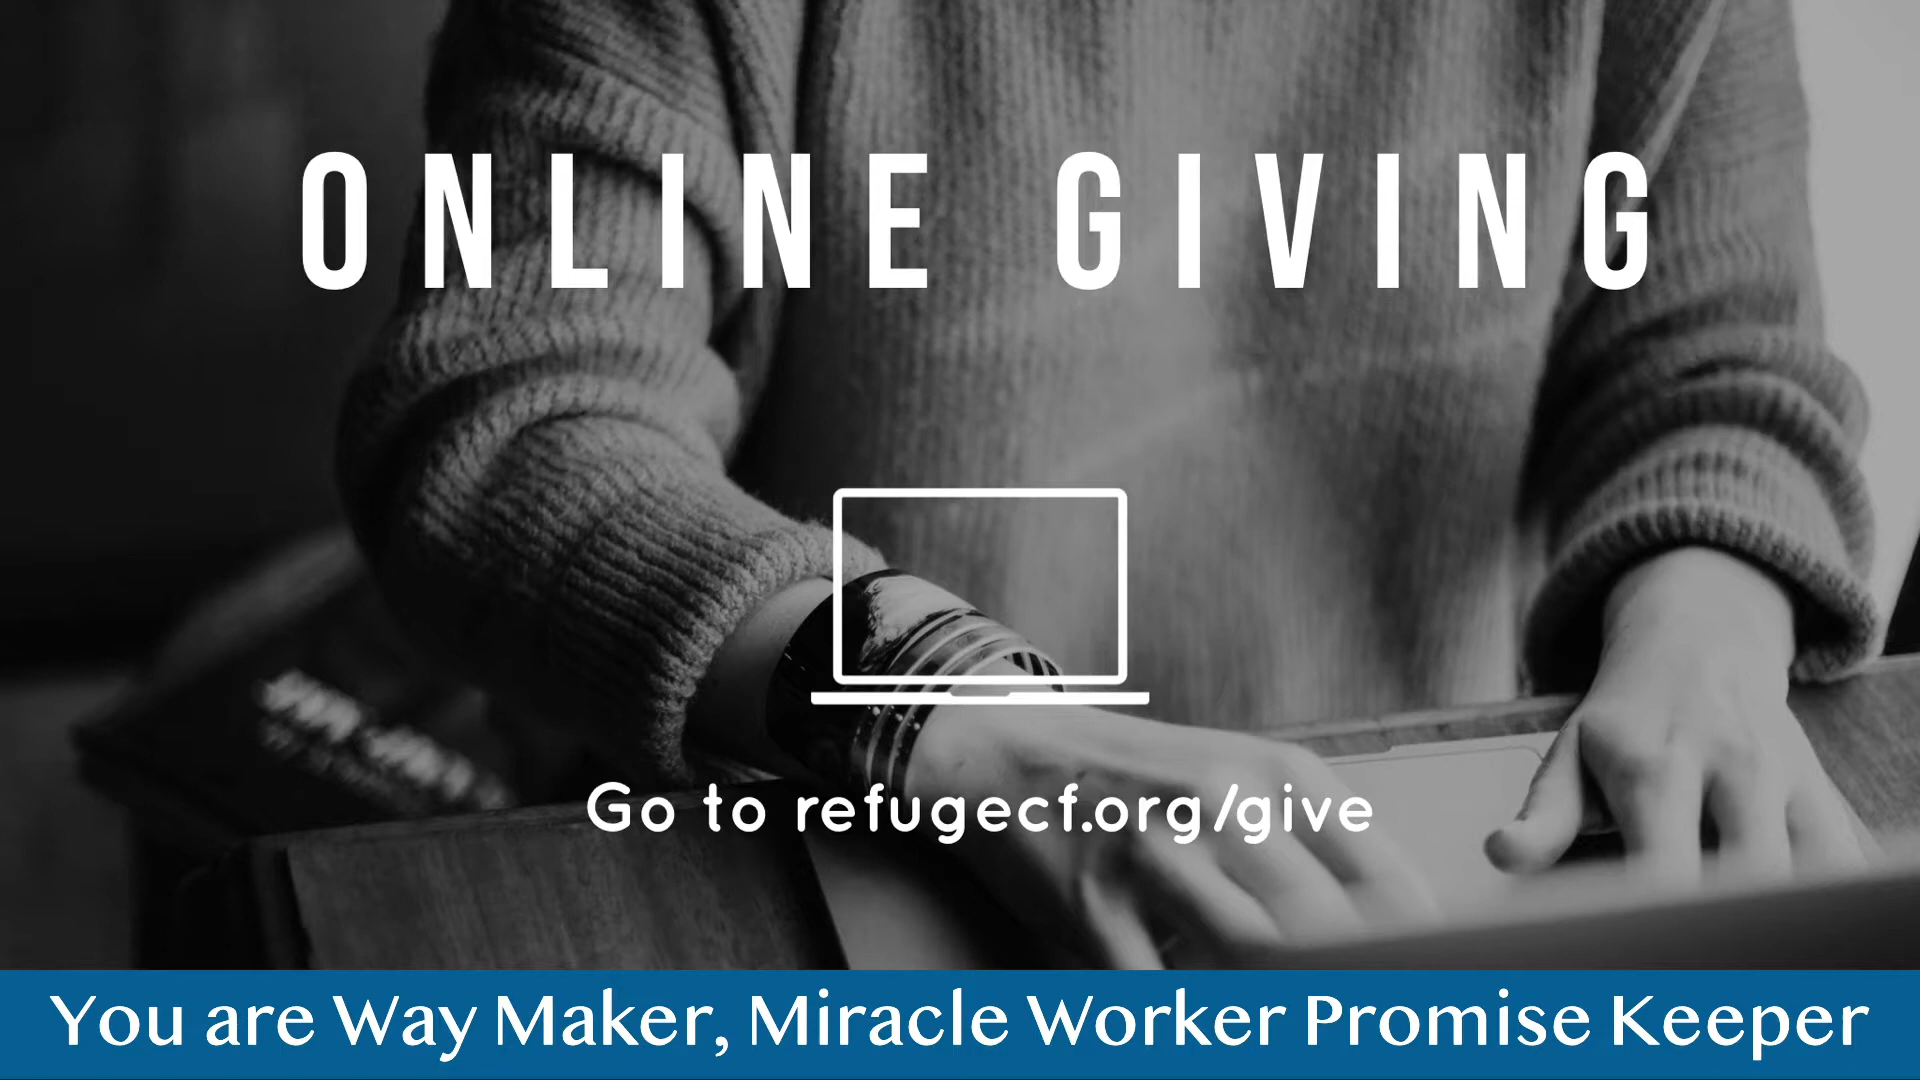 ONLINE GIVING
Go to refugecf.org/give
You are Way Maker, Miracle Worker Promise Keeper